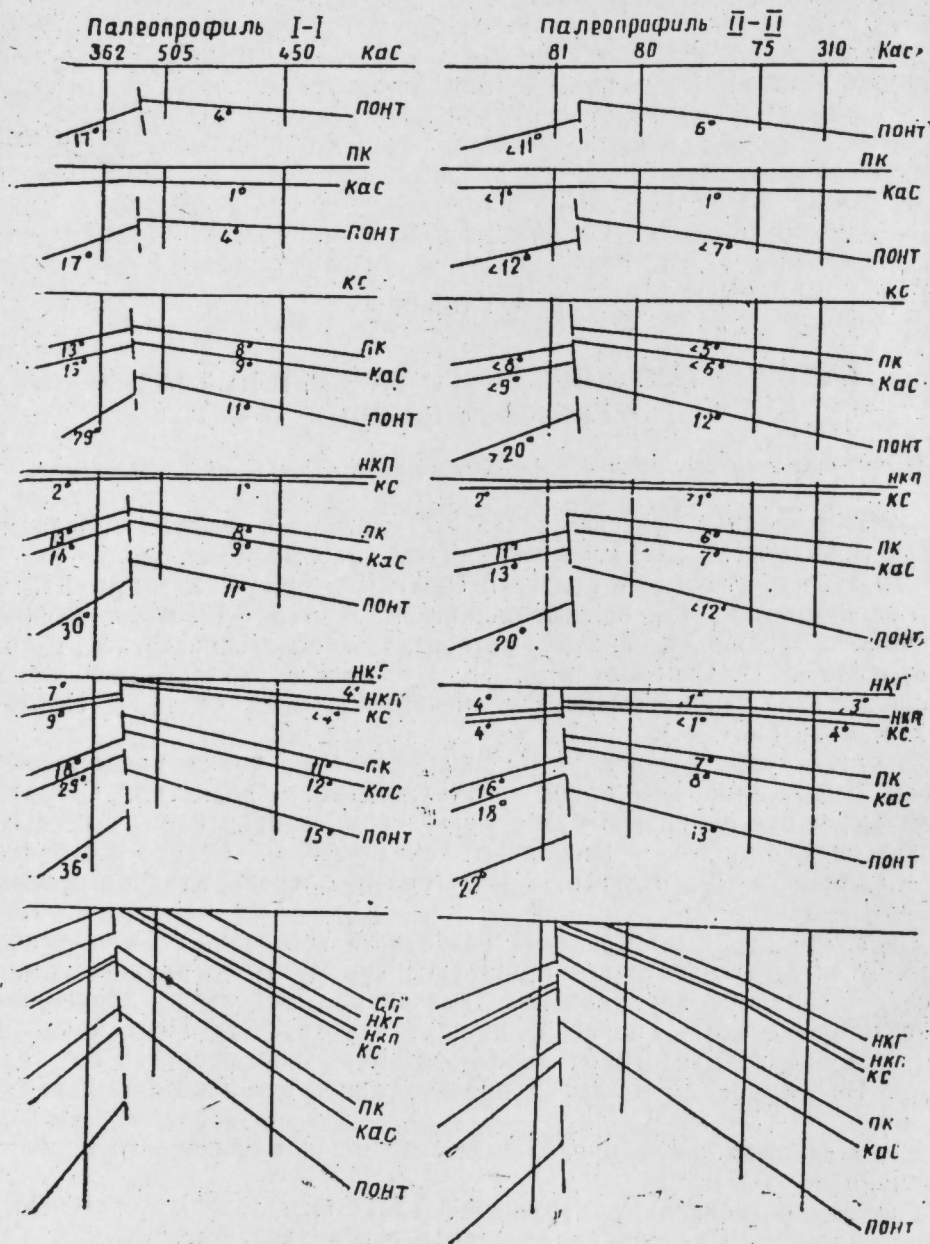 Палеопрофиль I-I
362 505 450 КаС
17° 4° ПОНТ
ПК
1° КаС
17° 4° ПОНТ
КС
13° 8° ПК
15° 9° КаС
29° 11° ПОНТ
НКП
2° 1° КС
13° 8° ПК
14° 9° КаС
30° 11° ПОНТ
НКГ
7° 4° НКП
9° <4° КС
18° 11° ПК
29° 12° КаС
36° 15° ПОНТ
СП
НКГ
НКП
КС
ПК
КаС
ПОНТ
Палеопрофиль II-II
81 80 75 310 КаС
<11° 6° ПОНТ
ПК
<1° 1° КаС
<12° <7° ПОНТ
КС
<8° <5° ПК
<9° <6° КаС
>20° 12° ПОНТ
НКП
2° >1° КС
11° 6° ПК
13° 7° КаС
20° <12° ПОНТ
НКГ
4° 1° <3° НКП
4° <1° 4° КС
16° 7° ПК
18° 8° КаС
22° 13° ПОНТ
НКГ
НКП
КС
ПК
КаС
ПОНТ